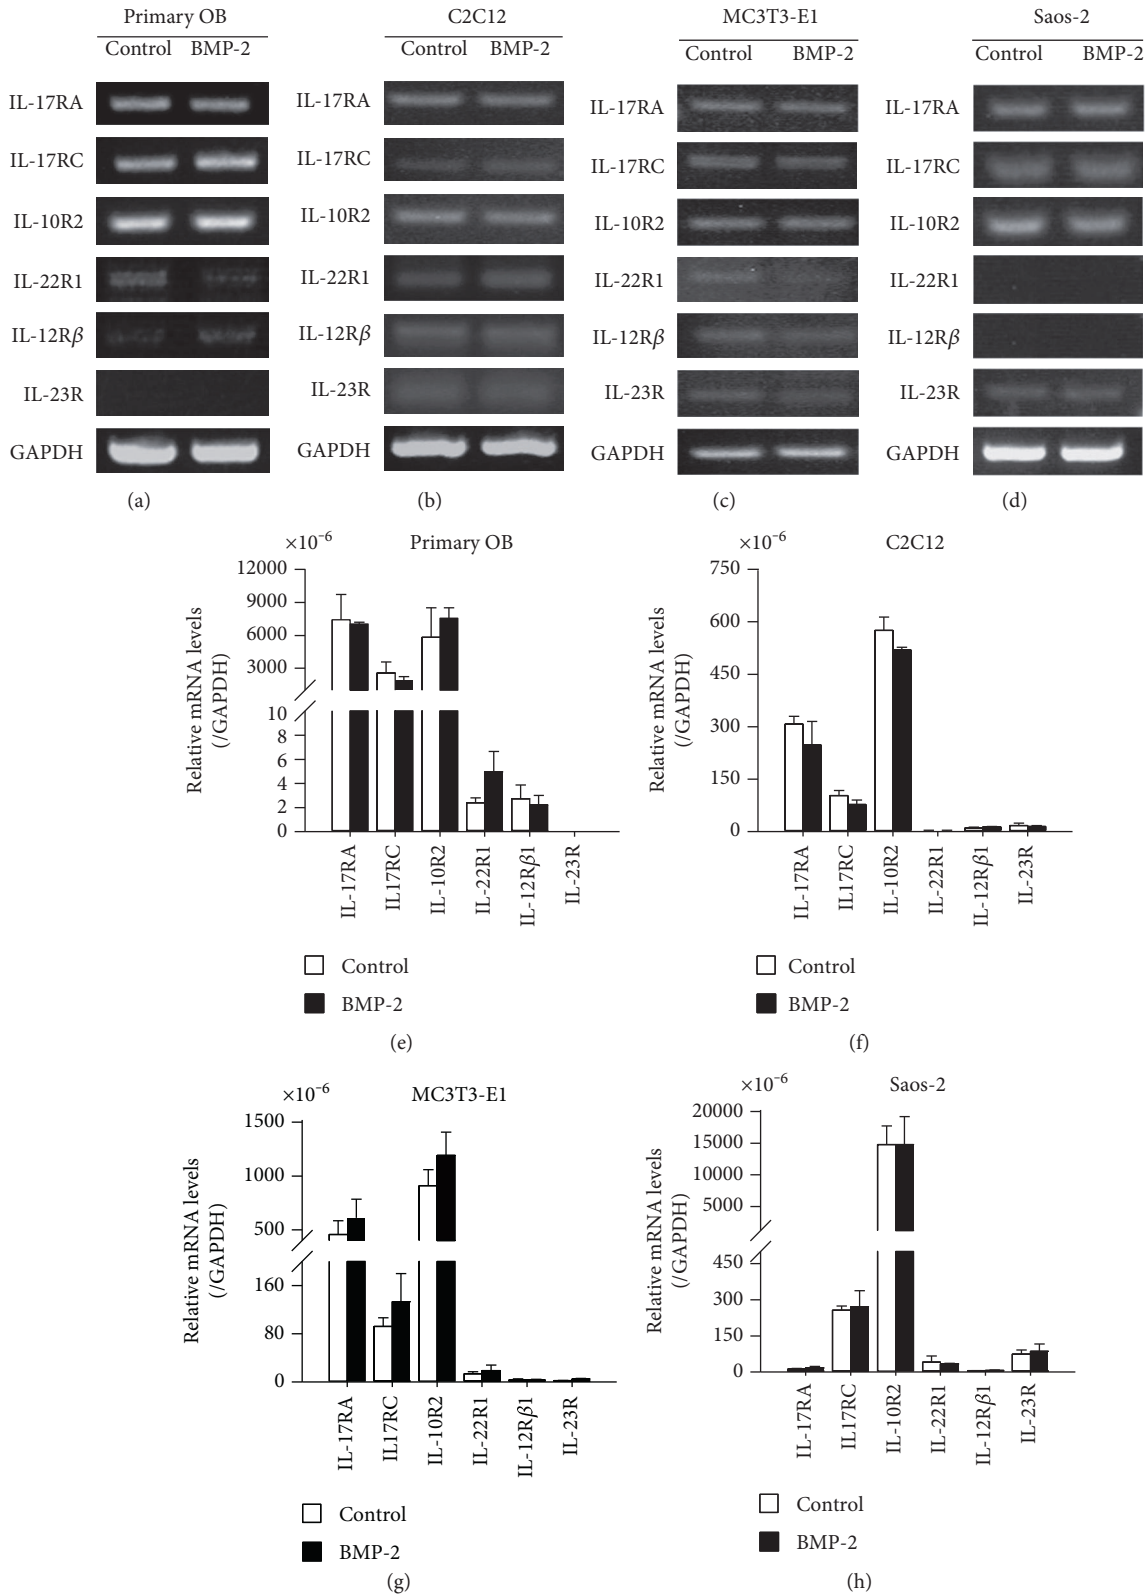 Primary OB
Control BMP-2
IL-17RA
IL-17RC
IL-10R2
IL-22R1
IL-12Rβ
IL-23R
GAPDH
(a)
C2C12
Control BMP-2
IL-17RA
IL-17RC
IL-10R2
IL-22R1
IL-12Rβ
IL-23R
GAPDH
(b)
MC3T3-E1
Control BMP-2
IL-17RA
IL-17RC
IL-10R2
IL-22R1
IL-12Rβ
IL-23R
GAPDH
(c)
Saos-2
Control BMP-2
IL-17RA
IL-17RC
IL-10R2
IL-22R1
IL-12Rβ
IL-23R
GAPDH
(d)
×10⁻⁶ Primary OB
Relative mRNA levels
(/GAPDH)
12000
9000
6000
3000
10
8
6
4
2
0
IL-17RA
IL17RC
IL-10R2
IL-22R1
IL-12Rβ1
IL-23R
Control
BMP-2
(e)
×10⁻⁶ C2C12
Relative mRNA levels
(/GAPDH)
750
600
450
300
150
0
IL-17RA
IL17RC
IL-10R2
IL-22R1
IL-12Rβ1
IL-23R
Control
BMP-2
(f)
×10⁻⁶ MC3T3-E1
Relative mRNA levels
(/GAPDH)
1500
1000
500
160
80
0
IL-17RA
IL17RC
IL-10R2
IL-22R1
IL-12Rβ1
IL-23R
Control
BMP-2
(g)
×10⁻⁶ Saos-2
Relative mRNA levels
(/GAPDH)
20000
15000
10000
5000
450
300
150
0
IL-17RA
IL17RC
IL-10R2
IL-22R1
IL-12Rβ1
IL-23R
Control
BMP-2
(h)